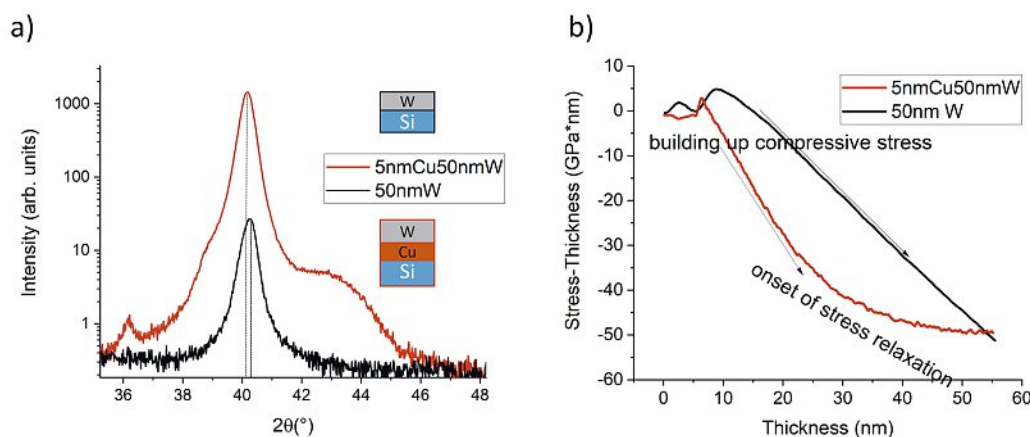 a)
Intensity (arb. units)
1000
100
10
1
36 38 40 42 44 46 48
2θ(°)
W
Si
5nmCu50nmW
50nmW
W
Cu
Si
b)
Stress-Thickness (GPa*nm)
10
0
-10
-20
-30
-40
-50
-60
0 10 20 30 40 50 60
Thickness (nm)
5nmCu50nmW
50nm W
building up compressive stress
onset of stress relaxation